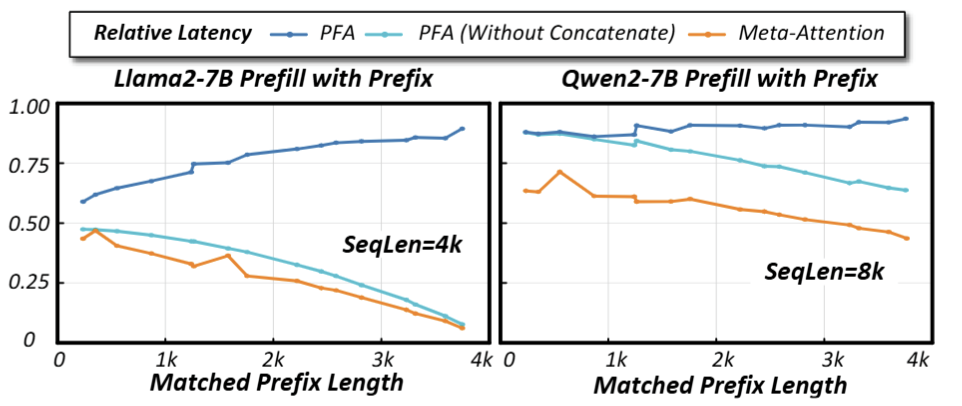 Relative Latency PFA PFA (Without Concatenate) Meta-Attention
Llama2-7B Prefill with Prefix
Qwen2-7B Prefill with Prefix
1.00
0.75
0.50
0.25
0
SeqLen=4k
SeqLen=8k
0 1k 2k 3k 4k
0 1k 2k 3k 4k
Matched Prefix Length
Matched Prefix Length